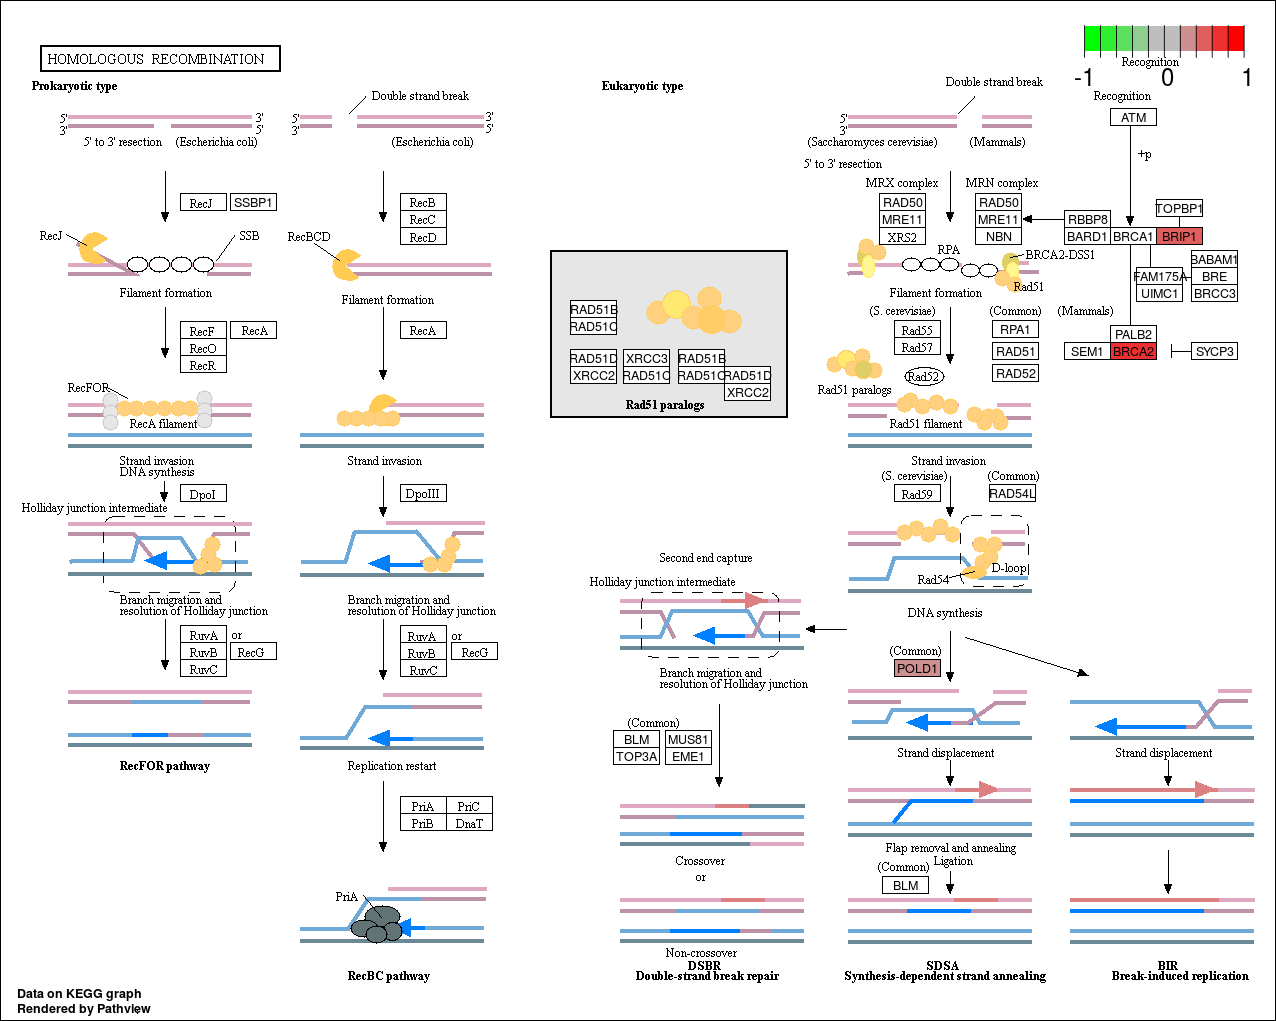 HOMOLOGOUS RECOMBINATION
Prokaryotic type
Eukaryotic type
Recognition
-1 0 1
Double strand break
5'
3'
3'
5'
5' to 3' resection
(Escherichia coli)
5'
3'
3'
5'
(Escherichia coli)
RecJ
SSBP1
RecJ
SSB
Filament formation
RecF
RecA
RecO
RecR
RecFOR
RecA filament
Strand invasion
DNA synthesis
DpoI
Holliday junction intermediate
Branch migration and
resolution of Holliday junction
RuvA or
RuvB
RecG
RuvC
RecFOR pathway
RecB
RecC
RecD
RecBCD
Filament formation
RecA
Strand invasion
DpoIII
Branch migration and
resolution of Holliday junction
RuvA or
RuvB
RecG
RuvC
Replication restart
PriA PriC
PriB DnaT
PriA
RecBC pathway
RAD51B
RAD51C
RAD51D XRCC3 RAD51B
XRCC2 RAD51C RAD51C RAD51D
XRCC2
Rad51 paralogs
Double strand break
5'
3'
(Saccharomyces cerevisiae)
(Mammals)
5' to 3' resection
MRX complex
MRN complex
RAD50
MRE11
XRS2
RAD50
MRE11
NBN
RPA
BRCA2-DSS1
Rad51
Filament formation
(S. cerevisiae)
(Common)
(Mammals)
Rad55
Rad57
Rad52
RPA1
RAD51
RAD52
Rad51 paralogs
Rad51 filament
Strand invasion
(S. cerevisiae)
(Common)
Rad59
RAD54L
D-loop
Rad54
DNA synthesis
Recognition
ATM
+p
TOPBP1
RBBP8
BARD1 BRCA1 BRIP1
BABAM1
FAM175A BRE
UIMC1 BRCC3
PALB2
SEM1 BRCA2
SYCP3
Second end capture
Holliday junction intermediate
Branch migration and
resolution of Holliday junction
(Common)
BLM MUS81
TOP3A EME1
Crossover
or
Non-crossover
DSBR
Double-strand break repair
(Common)
POLD1
Strand displacement
Flap removal and annealing
Ligation
(Common)
BLM
SDSA
Synthesis-dependent strand annealing
Strand displacement
BIR
Break-induced replication
Data on KEGG graph
Rendered by Pathview